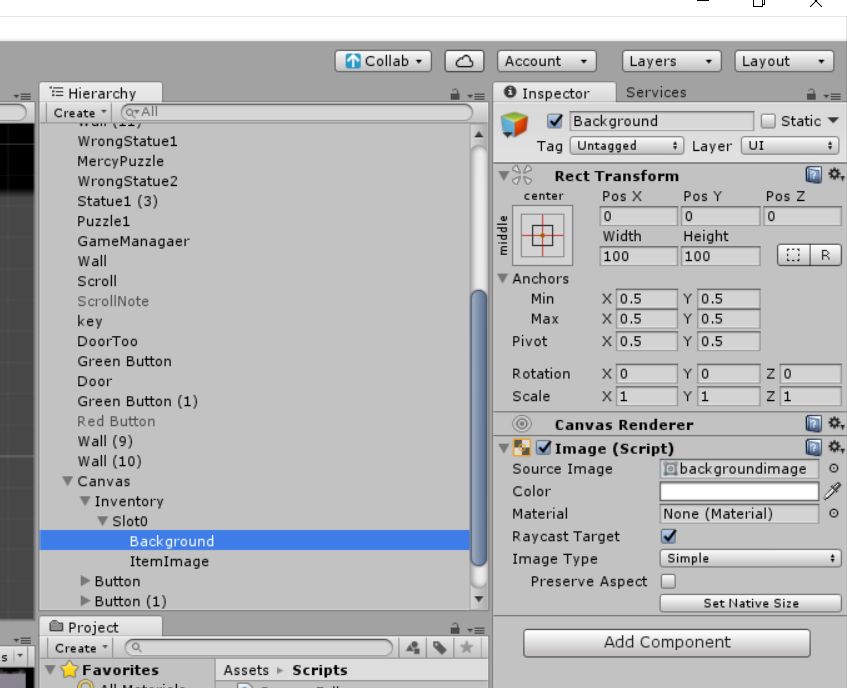 Collab
Account
Layers
Layout
Hierarchy
Create
All
Wall (11)
WrongStatue1
MercyPuzzle
WrongStatue2
Statue1 (3)
Puzzle1
GameManagaer
Wall
Scroll
ScrollNote
key
DoorToo
Green Button
Door
Green Button (1)
Red Button
Wall (9)
Wall (10)
Canvas
Inventory
Slot0
Background
ItemImage
Button
Button (1)
Project
Create
Favorites
All Materials
Assets
Scripts
Inspector
Services
Background
Static
Tag Untagged Layer UI
Rect Transform
center
Pos X Pos Y Pos Z
middle
0 0 0
Width Height
100 100
R
Anchors
Min X 0.5 Y 0.5
Max X 0.5 Y 0.5
Pivot X 0.5 Y 0.5
Rotation X 0 Y 0 Z 0
Scale X 1 Y 1 Z 1
Canvas Renderer
Image (Script)
Source Image backgroundimage
Color
Material None (Material)
Raycast Target
Image Type Simple
Preserve Aspect
Set Native Size
Add Component